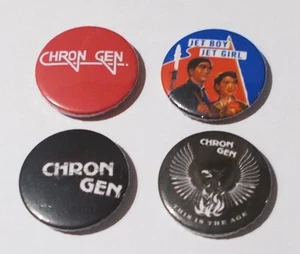 CHRON GEN
JET BOY
JET GIRL
CHRON
GEN
CHRON
GEN
THIS IS THE AGE